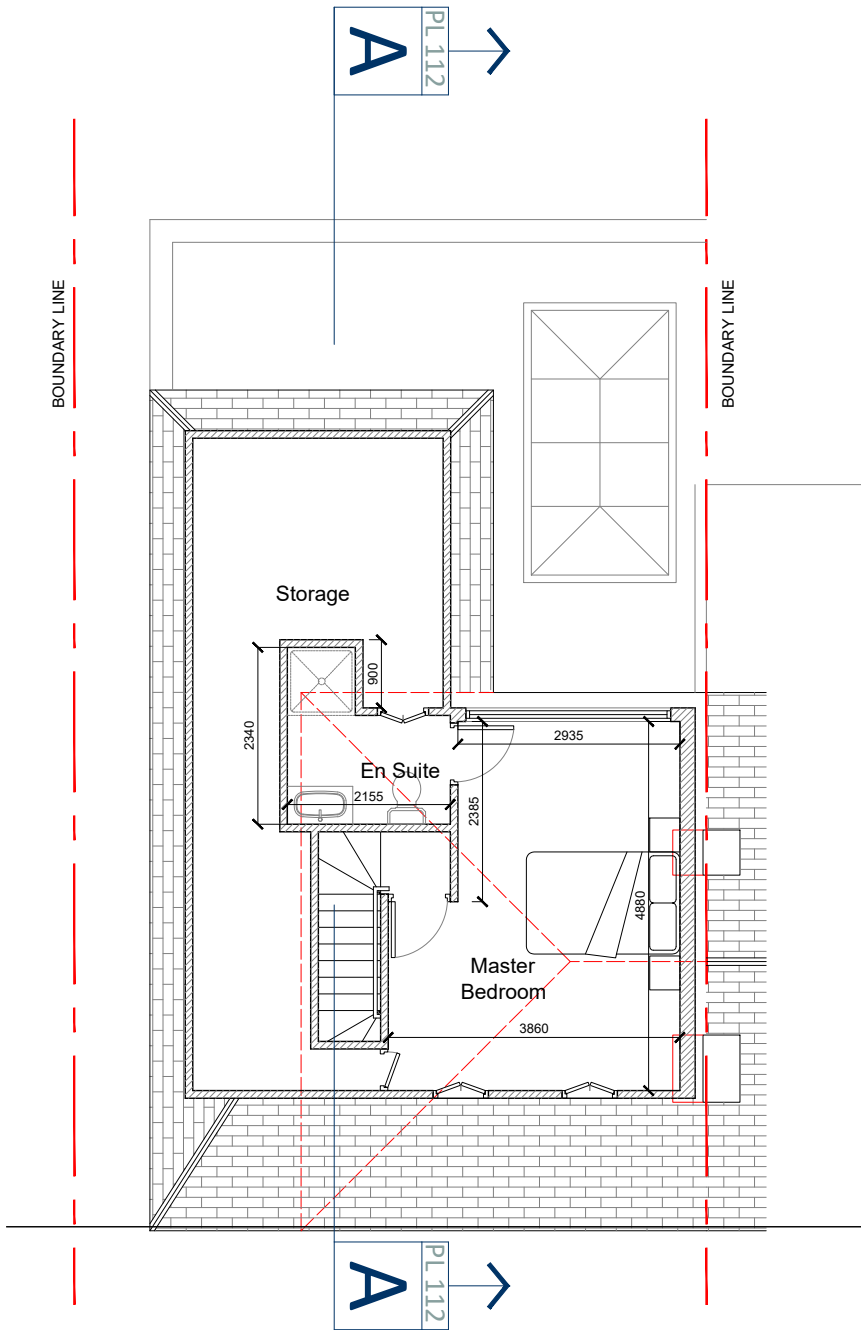 PL 112
A
BOUNDARY LINE
BOUNDARY LINE
Storage
900
2340
2935
En Suite
2155
2385
4880
Master
Bedroom
3860
PL 112
A